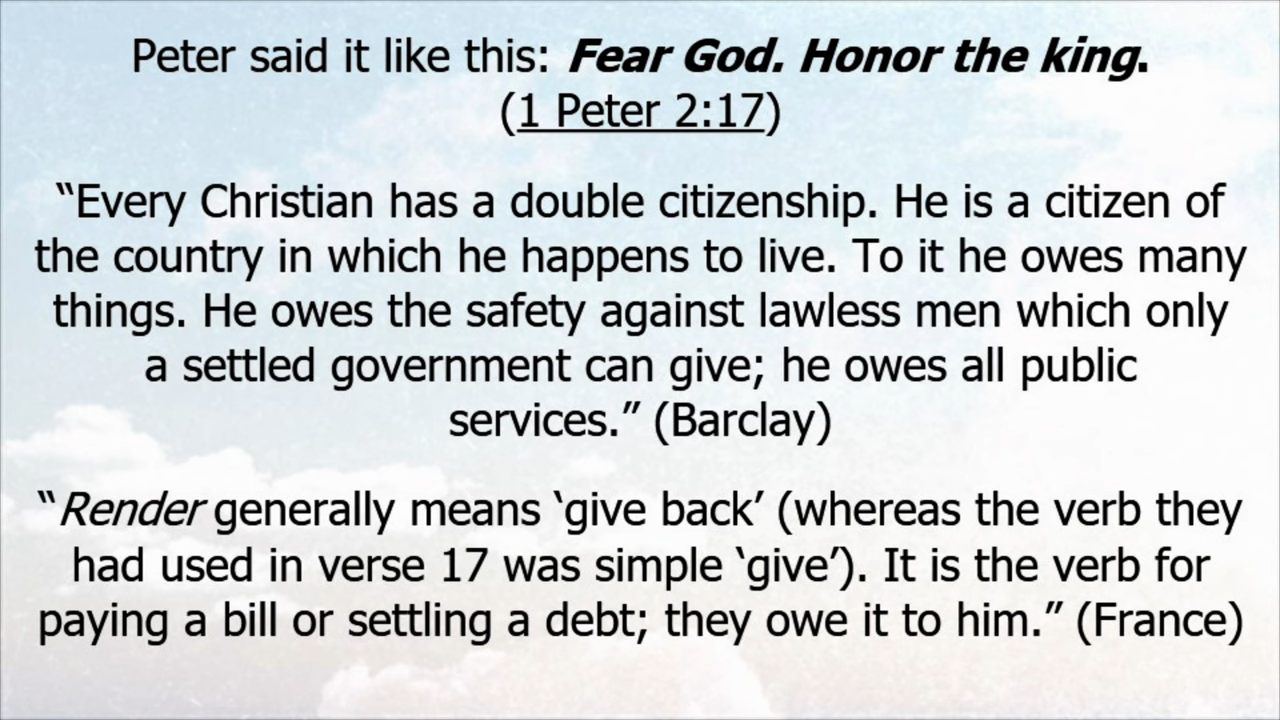 Peter said it like this: Fear God. Honor the king.
(1 Peter 2:17)
“Every Christian has a double citizenship. He is a citizen of
the country in which he happens to live. To it he owes many
things. He owes the safety against lawless men which only
a settled government can give; he owes all public
services.” (Barclay)
“Render generally means ‘give back’ (whereas the verb they
had used in verse 17 was simple ‘give’). It is the verb for
paying a bill or settling a debt; they owe it to him.” (France)